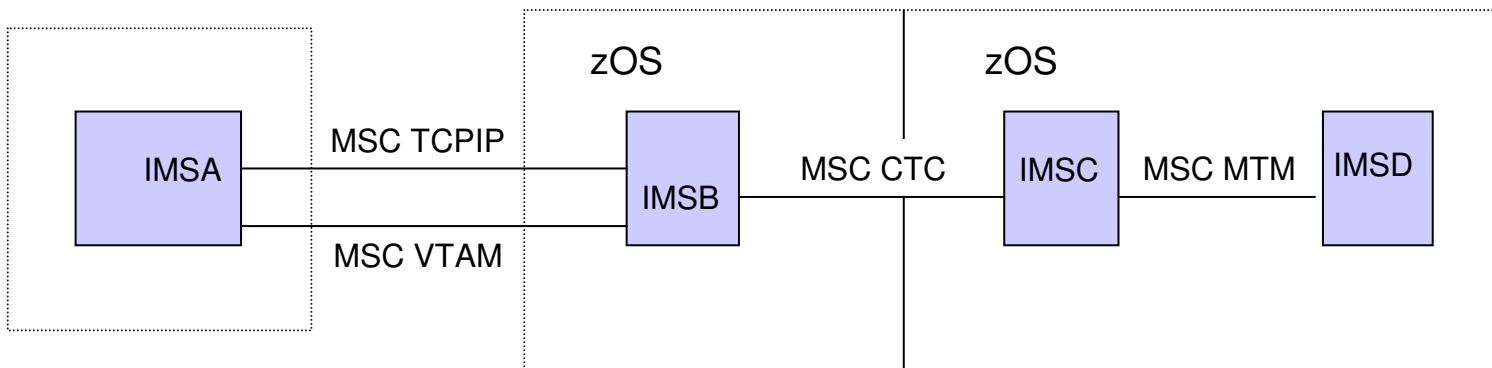 zOS
zOS
MSC TCPIP
IMSA
IMSB
MSC CTC
IMSC
MSC MTM
IMSD
MSC VTAM